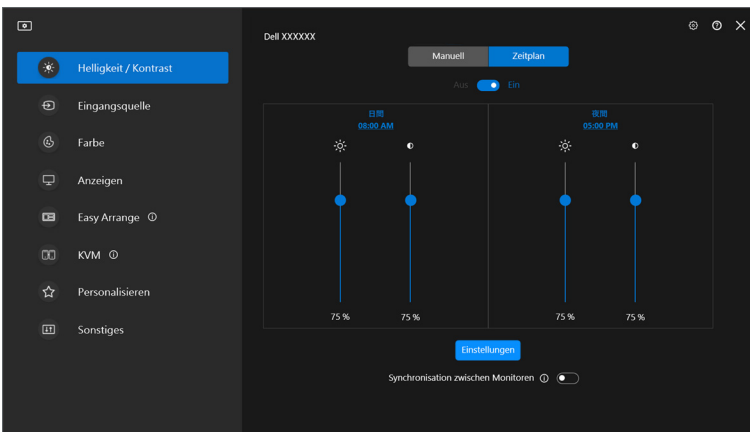 Dell XXXXXX
Helligkeit / Kontrast
Eingangsquelle
Farbe
Anzeigen
Easy Arrange
KVM
Personalisieren
Sonstiges
Manuell Zeitplan
Aus Ein
日間 夜間
08:00 AM 05:00 PM
75 % 75 % 75 % 75 %
Einstellungen
Synchronisation zwischen Monitoren